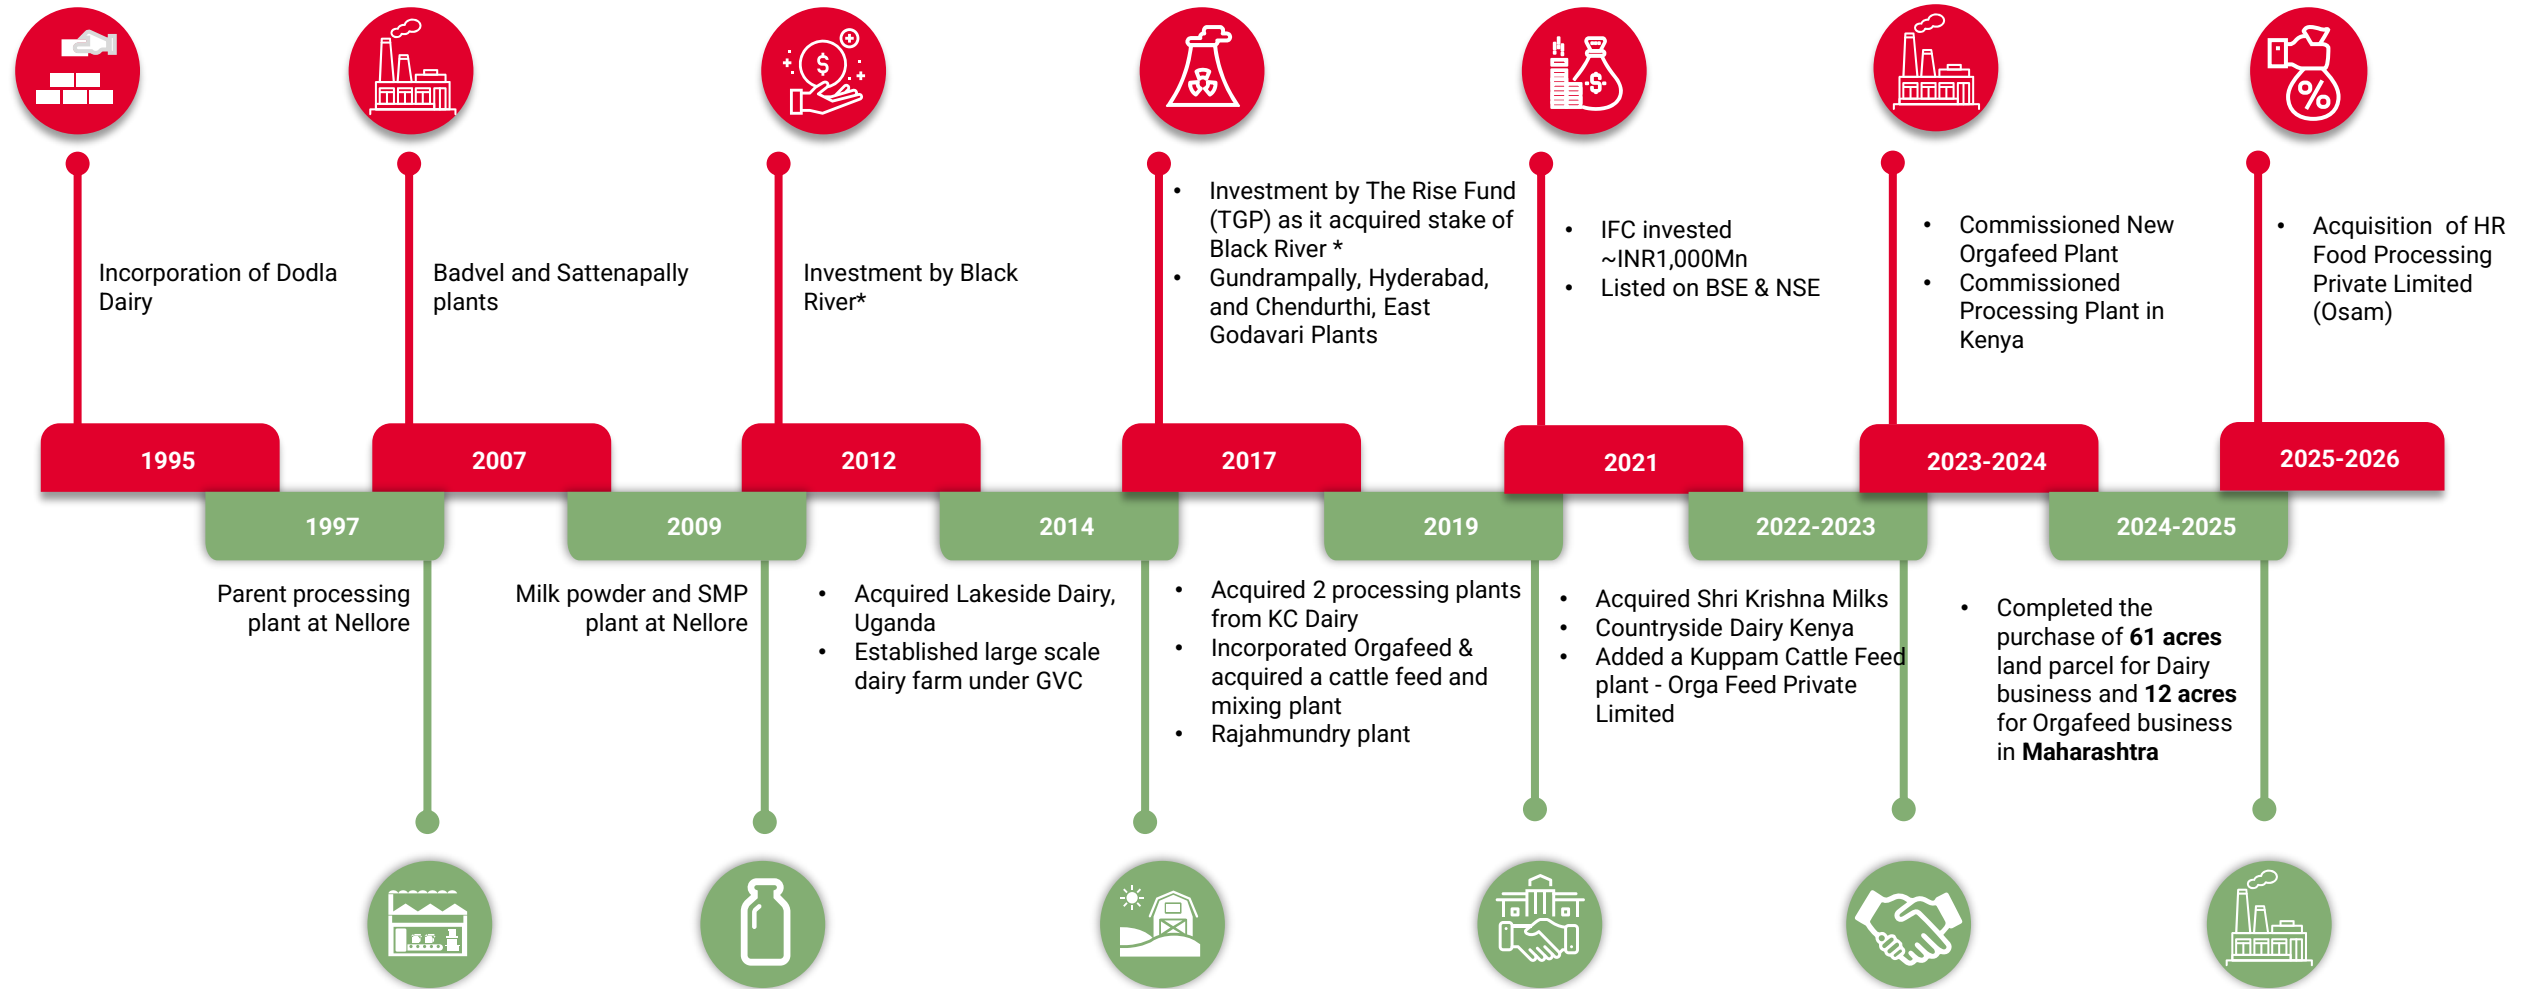 Incorporation of Dodla
Dairy
Badvel and Sattenapally
plants
Investment by Black
River*
• Investment by The Rise Fund
(TGP) as it acquired stake of
Black River *
• Gundrampally, Hyderabad,
and Chendurthi, East
Godavari Plants
• IFC invested
~INR1,000Mn
• Listed on BSE & NSE
• Commissioned New
Orgafeed Plant
• Commissioned
Processing Plant in
Kenya
• Acquisition of HR
Food Processing
Private Limited
(Osam)
1995
2007
2012
2017
2021
2023-2024
2025-2026
1997
2009
2014
2019
2022-2023
2024-2025
Parent processing
plant at Nellore
Milk powder and SMP
plant at Nellore
• Acquired Lakeside Dairy,
Uganda
• Established large scale
dairy farm under GVC
• Acquired 2 processing plants
from KC Dairy
• Incorporated Orgafeed &
acquired a cattle feed and
mixing plant
• Rajahmundry plant
• Acquired Shri Krishna Milks
• Countryside Dairy Kenya
• Added a Kuppam Cattle Feed
plant - Orga Feed Private
Limited
• Completed the
purchase of 61 acres
land parcel for Dairy
business and 12 acres
for Orgafeed business
in Maharashtra